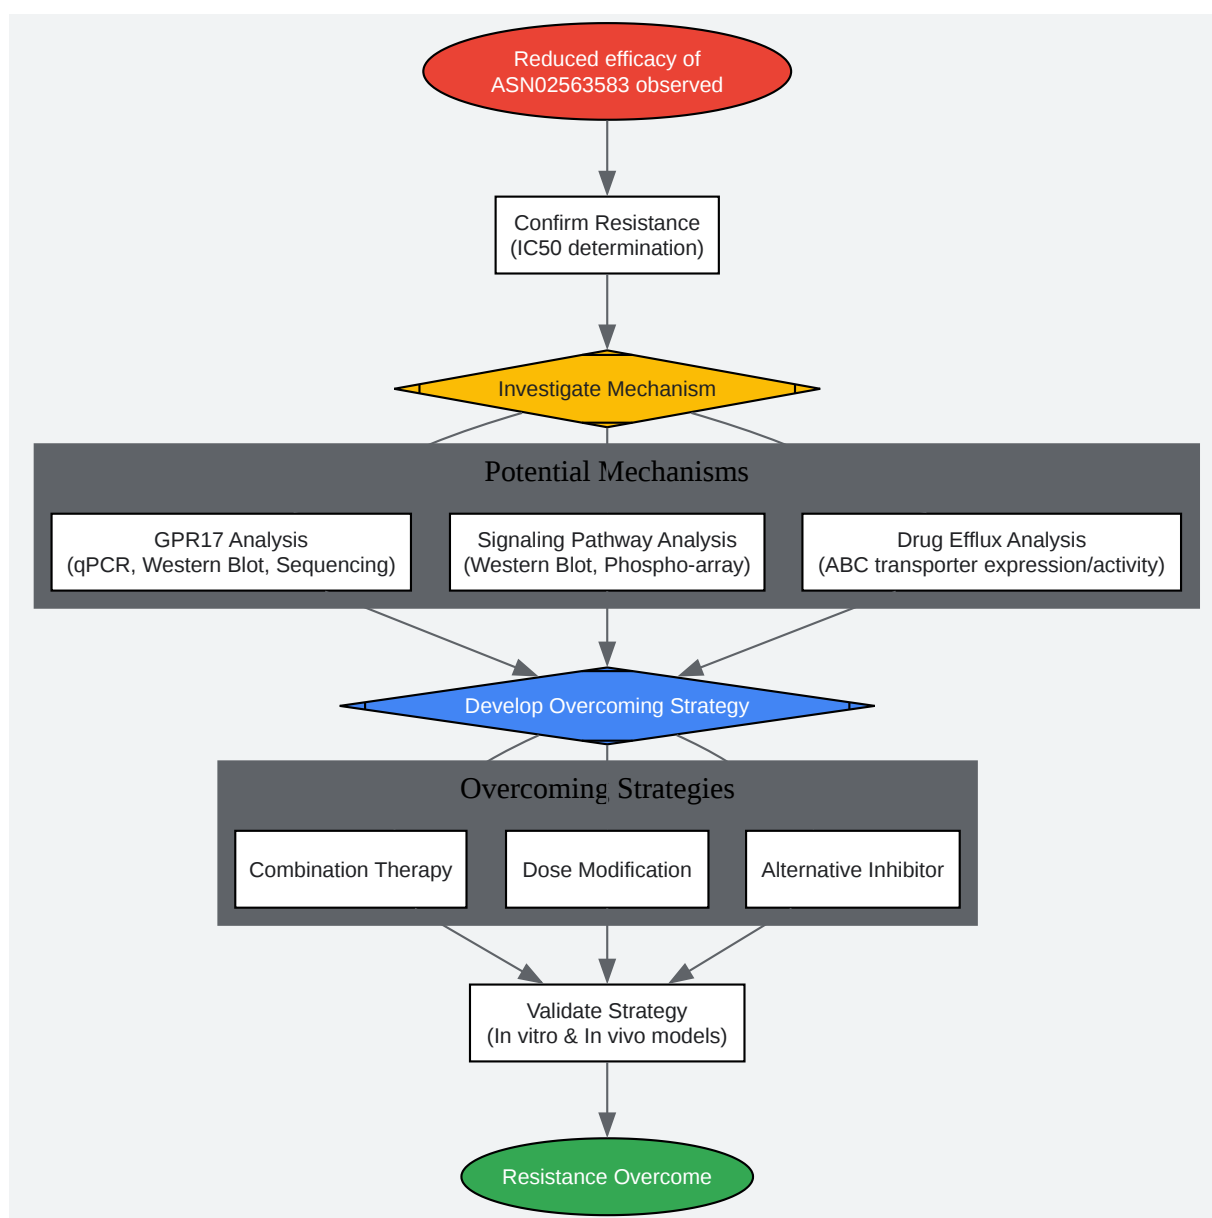 Reduced efficacy of
ASN02563583 observed
Confirm Resistance
(IC50 determination)
Investigate Mechanism
Potential Mechanisms
GPR17 Analysis
(qPCR, Western Blot, Sequencing)
Signaling Pathway Analysis
(Western Blot, Phospho-array)
Drug Efflux Analysis
(ABC transporter expression/activity)
Develop Overcoming Strategy
Overcoming Strategies
Combination Therapy
Dose Modification
Alternative Inhibitor
Validate Strategy
(In vitro & In vivo models)
Resistance Overcome